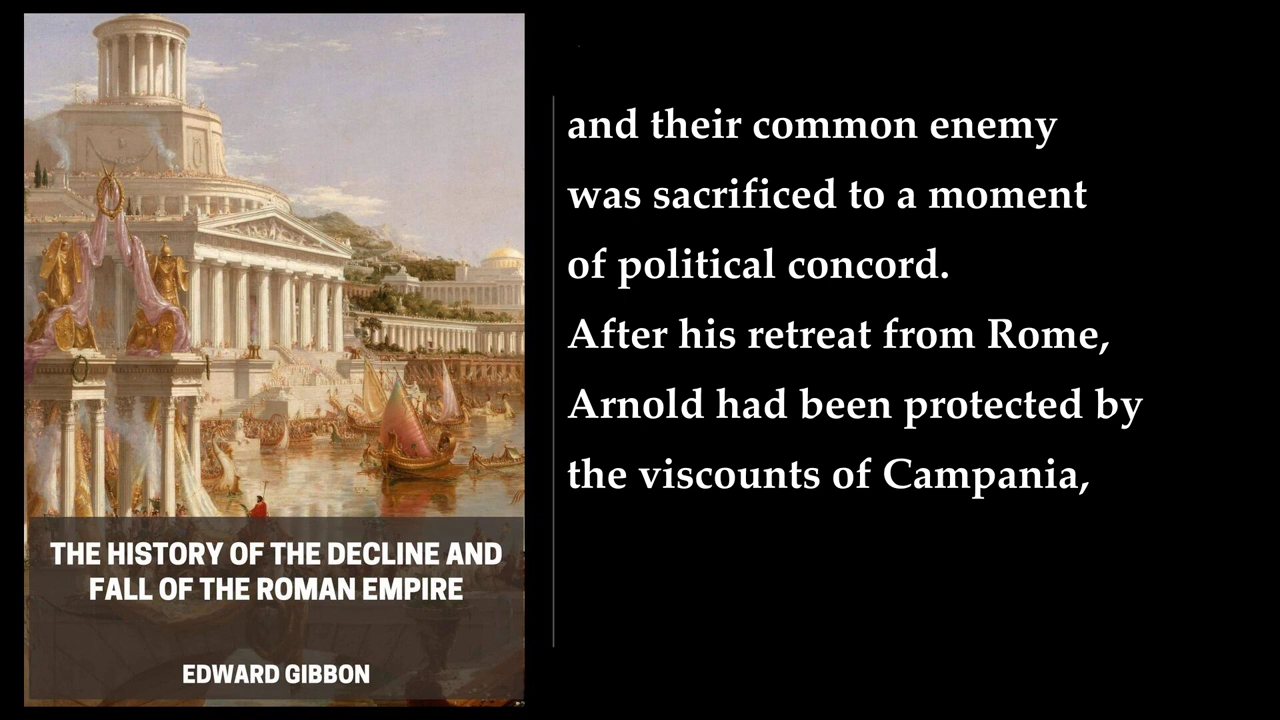 and their common enemy
was sacrificed to a moment
of political concord.
After his retreat from Rome,
Arnold had been protected by
the viscounts of Campania,
THE HISTORY OF THE DECLINE AND
FALL OF THE ROMAN EMPIRE
EDWARD GIBBON